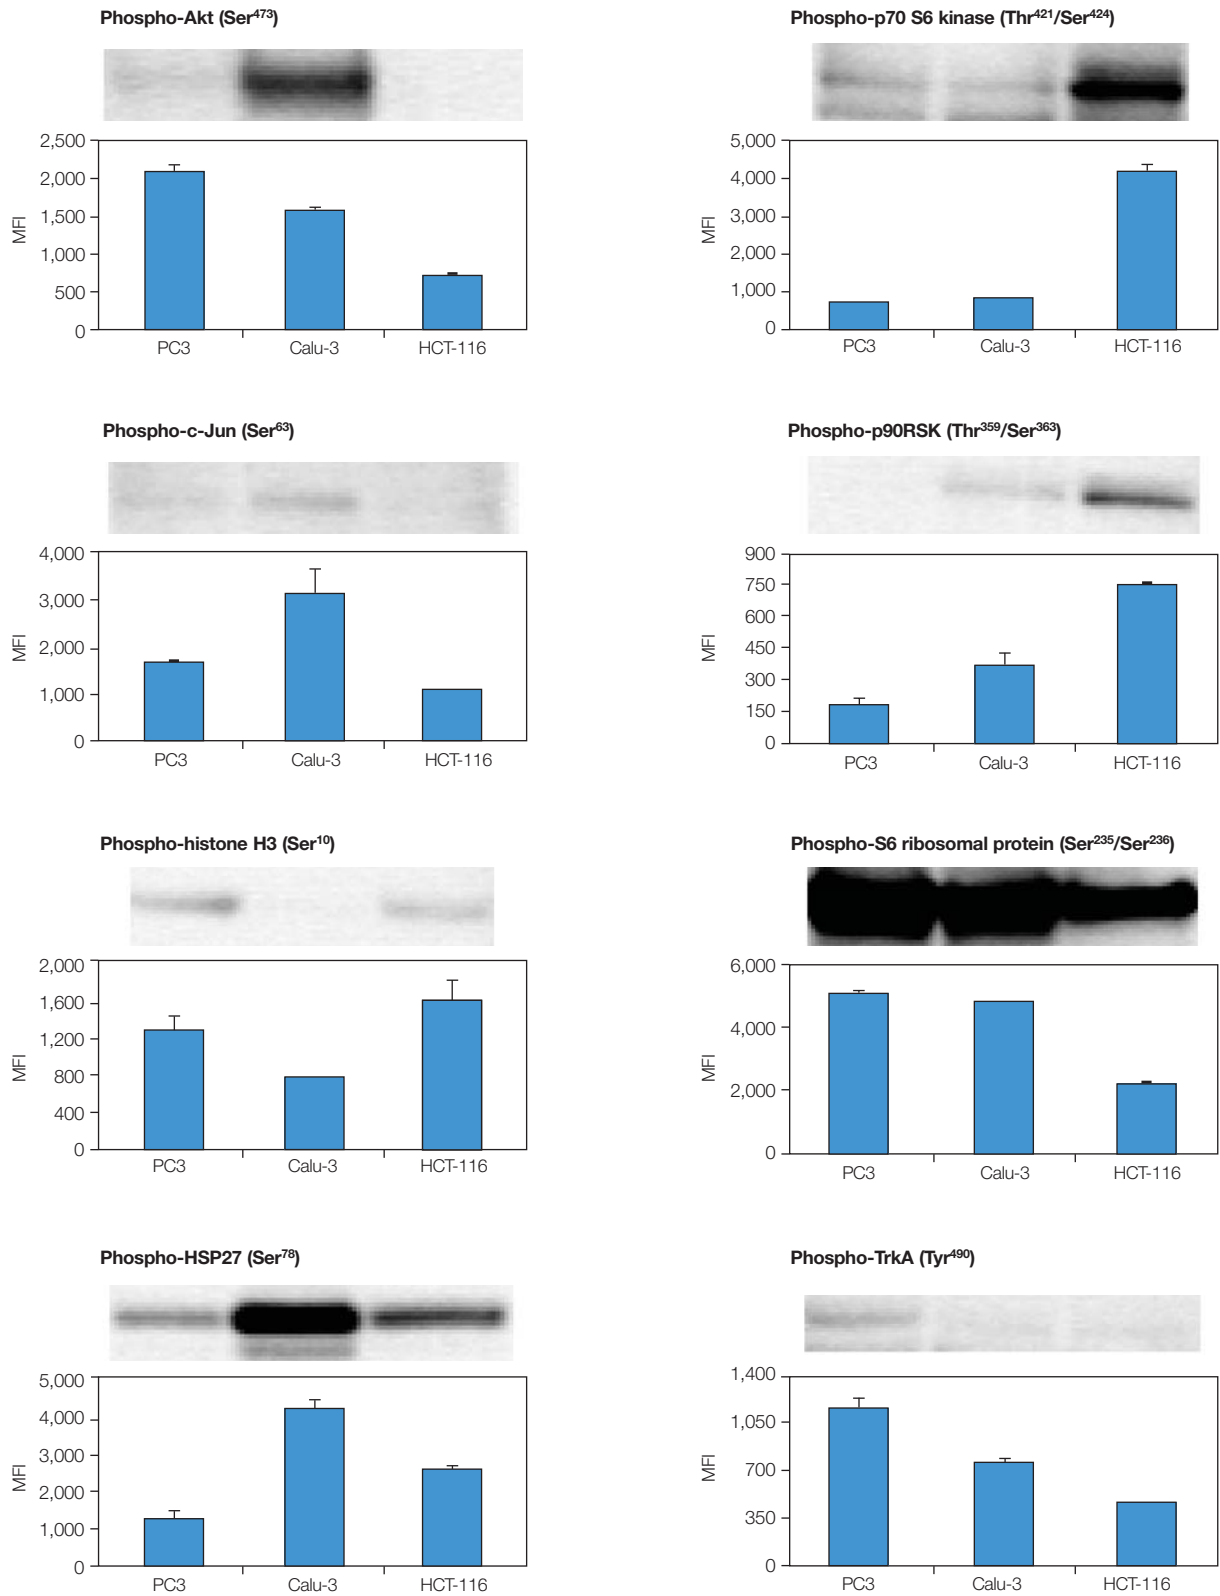 Phospho-Akt (Ser⁴⁷³)
2,500
2,000
1,500
1,000
500
0
MFI
PC3 Calu-3 HCT-116
Phospho-p70 S6 kinase (Thr⁴²¹/Ser⁴²⁴)
5,000
4,000
3,000
2,000
1,000
0
MFI
PC3 Calu-3 HCT-116
Phospho-c-Jun (Ser⁶³)
4,000
3,000
2,000
1,000
0
MFI
PC3 Calu-3 HCT-116
Phospho-p90RSK (Thr³⁵⁹/Ser³⁶³)
900
750
600
450
300
150
0
MFI
PC3 Calu-3 HCT-116
Phospho-histone H3 (Ser¹⁰)
2,000
1,600
1,200
800
400
0
MFI
PC3 Calu-3 HCT-116
Phospho-S6 ribosomal protein (Ser²³⁵/Ser²³⁶)
6,000
4,000
2,000
0
MFI
PC3 Calu-3 HCT-116
Phospho-HSP27 (Ser⁷⁸)
5,000
4,000
3,000
2,000
1,000
0
MFI
PC3 Calu-3 HCT-116
Phospho-TrkA (Tyr⁴⁹⁰)
1,400
1,050
700
350
0
MFI
PC3 Calu-3 HCT-116